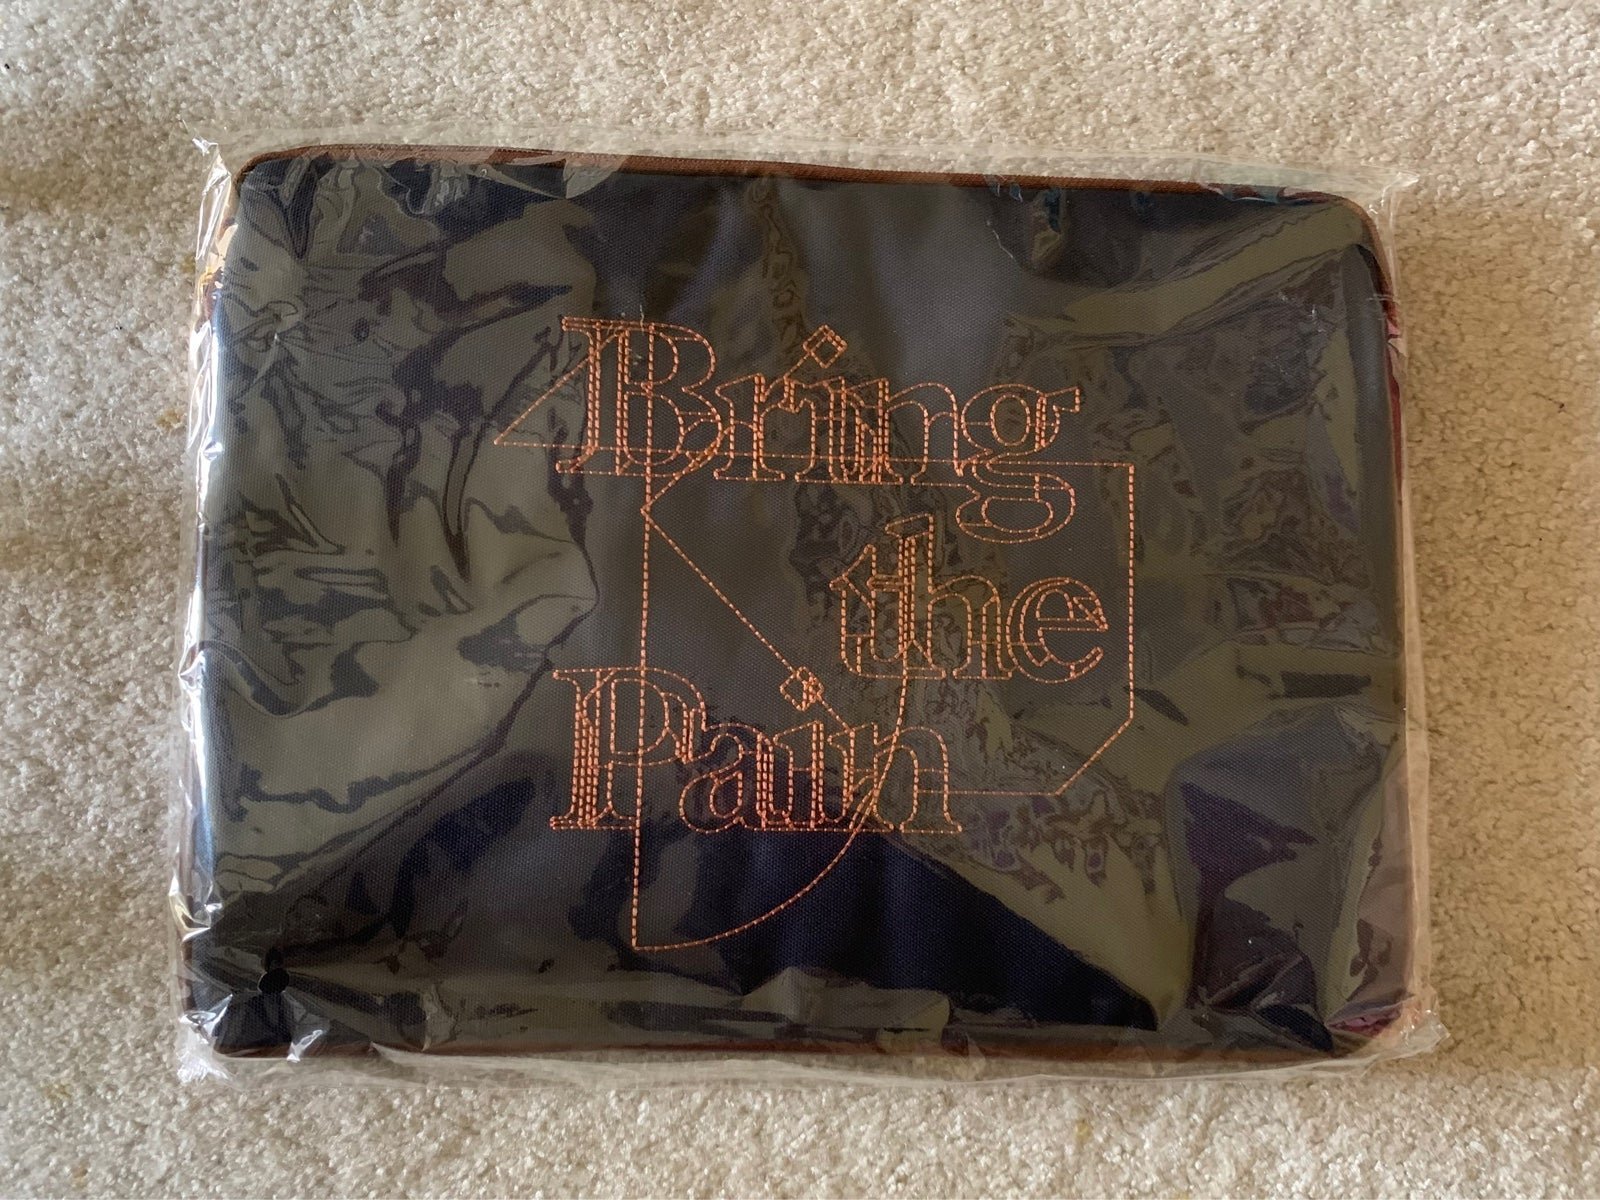 Bring
the
Pain